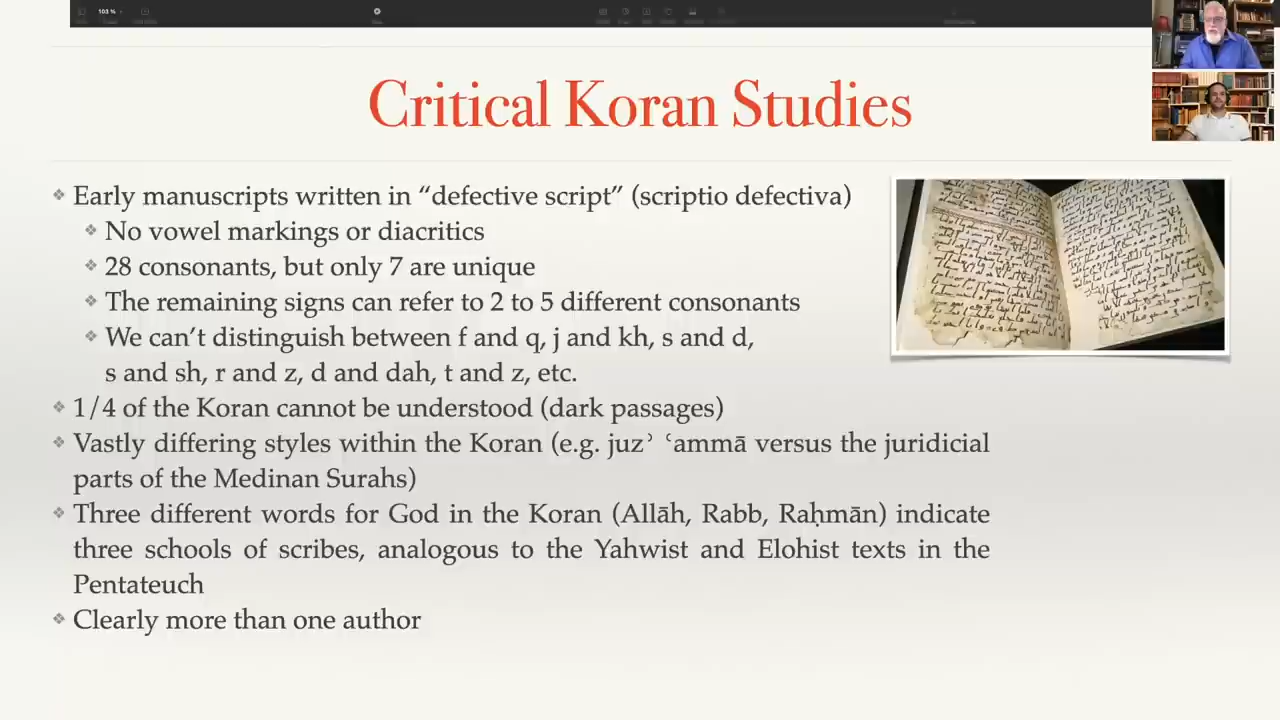 103 %
Critical Koran Studies
❖ Early manuscripts written in “defective script” (scriptio defectiva)
❖ No vowel markings or diacritics
❖ 28 consonants, but only 7 are unique
❖ The remaining signs can refer to 2 to 5 different consonants
❖ We can’t distinguish between f and q, j and kh, s and d,
s and sh, r and z, d and dah, t and z, etc.
❖ 1/4 of the Koran cannot be understood (dark passages)
❖ Vastly differing styles within the Koran (e.g. juzʾ ʿammā versus the juridicial
parts of the Medinan Surahs)
❖ Three different words for God in the Koran (Allāh, Rabb, Raḥmān) indicate
three schools of scribes, analogous to the Yahwist and Elohist texts in the
Pentateuch
❖ Clearly more than one author